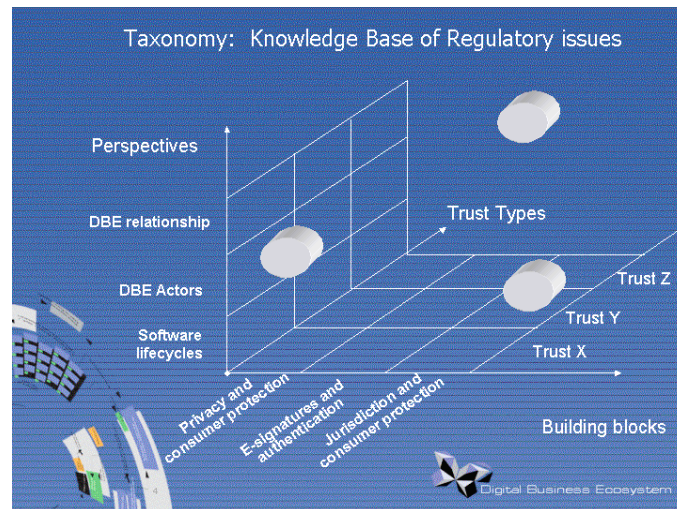 Taxonomy: Knowledge Base of Regulatory issues
Perspectives
DBE relationship
Trust Types
DBE Actors
Trust Z
Software
lifecycles
Trust Y
Trust X
Privacy and
consumer protection
E-signatures and
authentication
Jurisdiction and
consumer protection
Building blocks
Digital Business Ecosystem